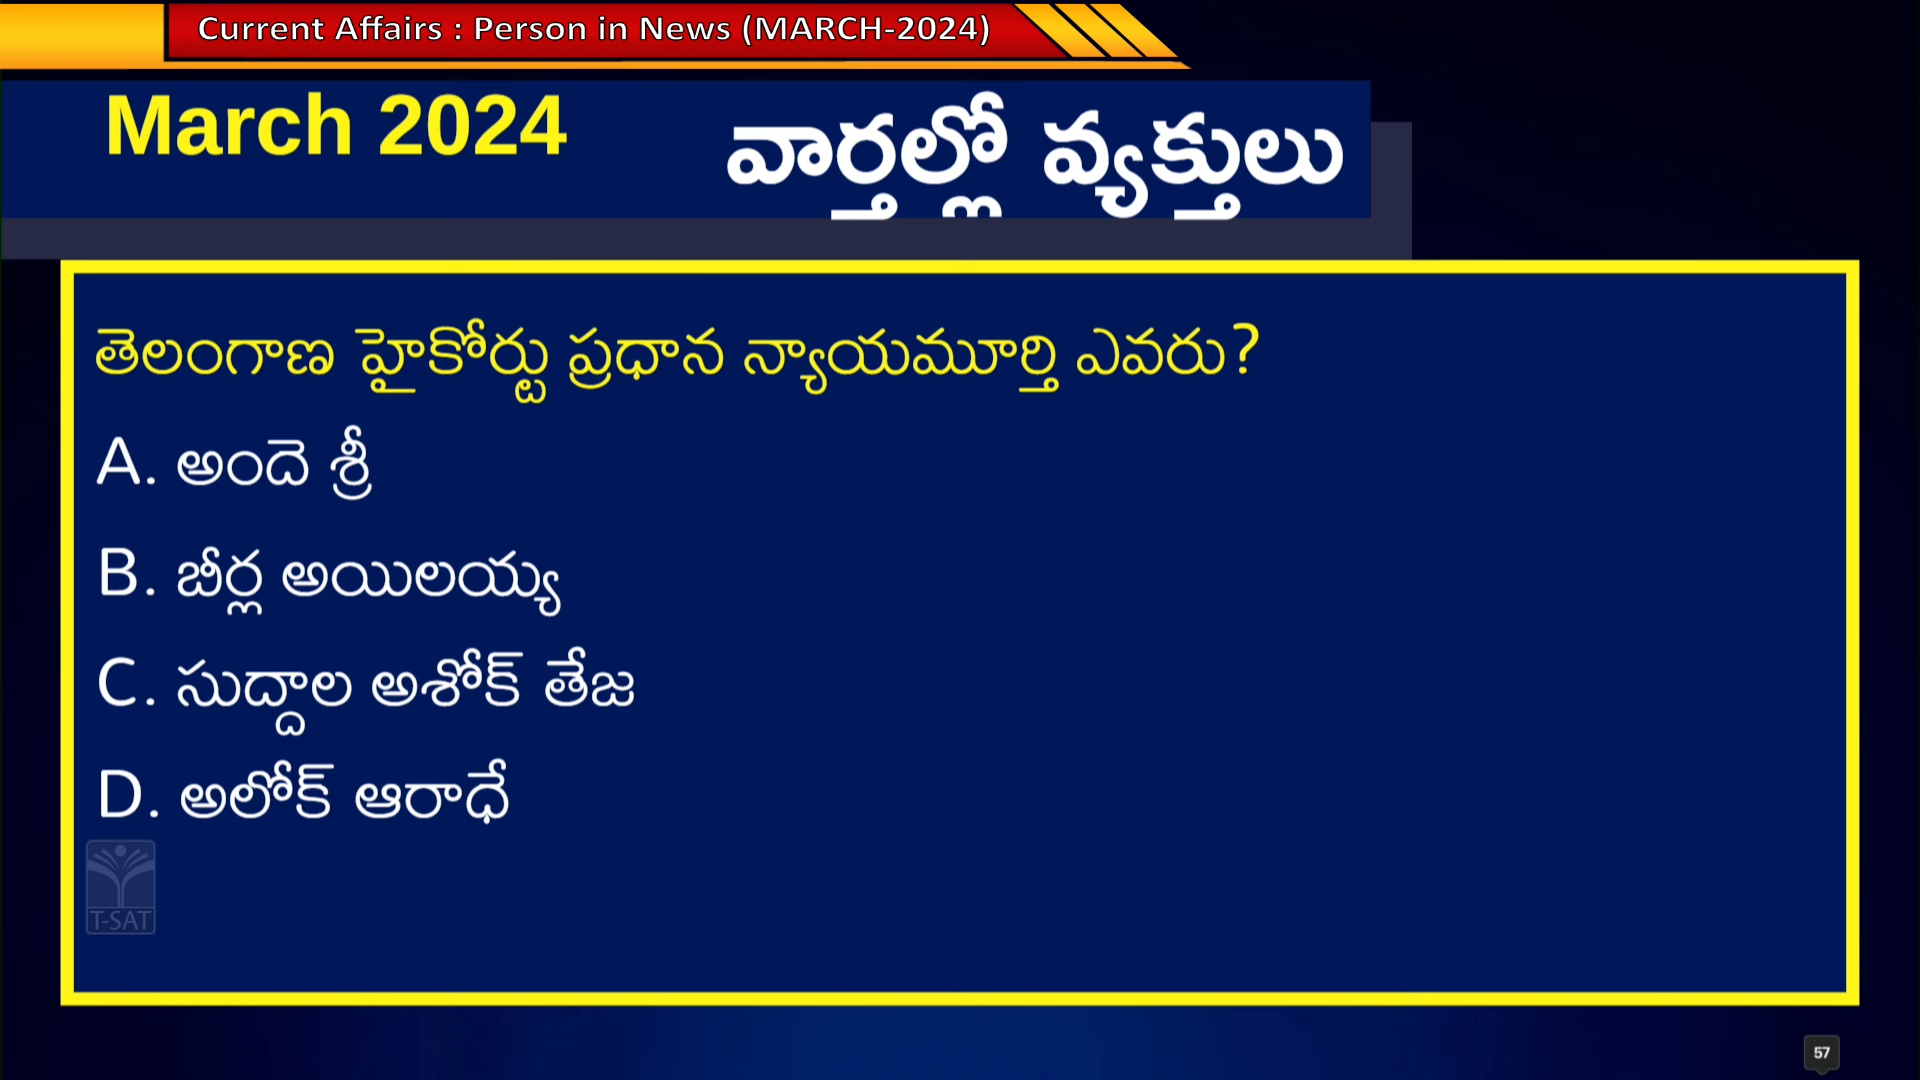 Current Affairs : Person in News (MARCH-2024)
March 2024 వార్తల్లో వ్యక్తులు
తెలంగాణ హైకోర్టు ప్రధాన న్యాయమూర్తి ఎవరు?
A. అందె శ్రీ
B. బీర్ల అయిలయ్య
C. సుద్దాల అశోక్ తేజ
D. అలోక్ ఆరాధే
T-SAT
57